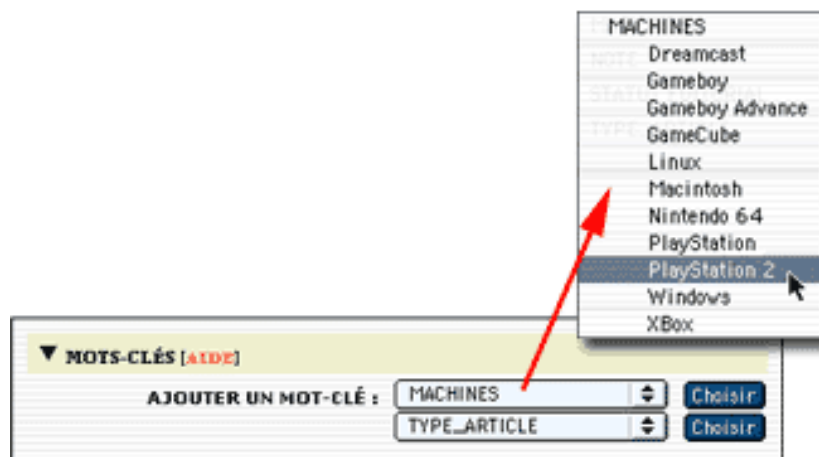 MACHINES
Dreamcast
Gameboy
Gameboy Advance
GameCube
Linux
Macintosh
Nintendo 64
PlayStation
PlayStation 2
Windows
XBox
▼ MOTS-CLÉS [AIDE]
AJOUTER UN MOT-CLÉ : MACHINES Choisir
TYPE_ARTICLE Choisir